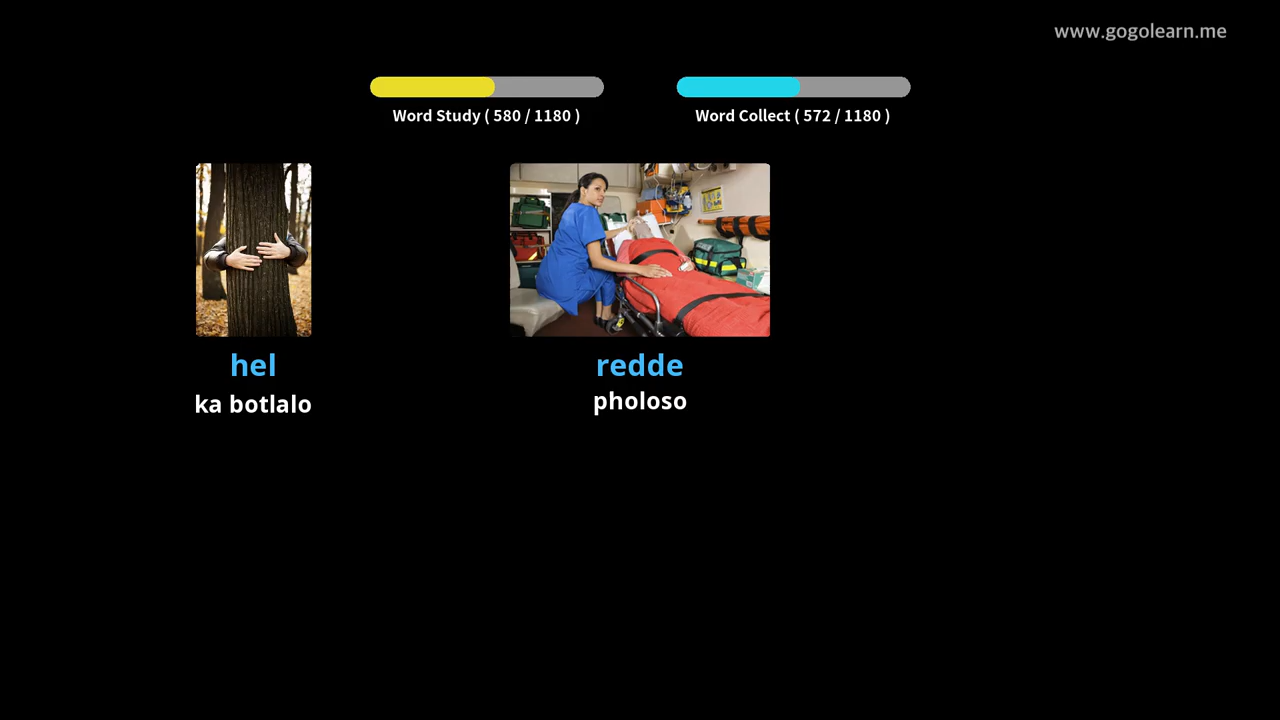 www.gogolearn.me
Word Study ( 580 / 1180 )
Word Collect ( 572 / 1180 )
hel
ka botlalo
redde
pholoso